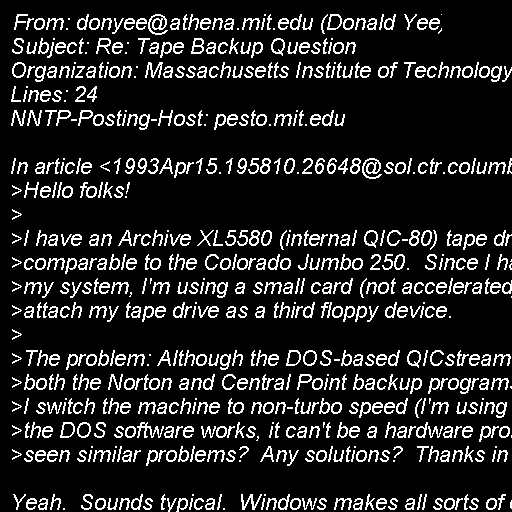 From: donyee@athena.mit.edu (Donald Yee)
Subject: Re: Tape Backup Question
Organization: Massachusetts Institute of Technology
Lines: 24
NNTP-Posting-Host: pesto.mit.edu

In article <1993Apr15.195810.26648@sol.ctr.columb
>Hello folks!
>
>I have an Archive XL5580 (internal QIC-80) tape dr
>comparable to the Colorado Jumbo 250.  Since I ha
>my system, I'm using a small card (not accelerated
>attach my tape drive as a third floppy device.
>
>The problem: Although the DOS-based QICstream
>both the Norton and Central Point backup programs
>I switch the machine to non-turbo speed (I'm using
>the DOS software works, it can't be a hardware pro
>seen similar problems?  Any solutions?  Thanks in

Yeah.  Sounds typical.  Windows makes all sorts of